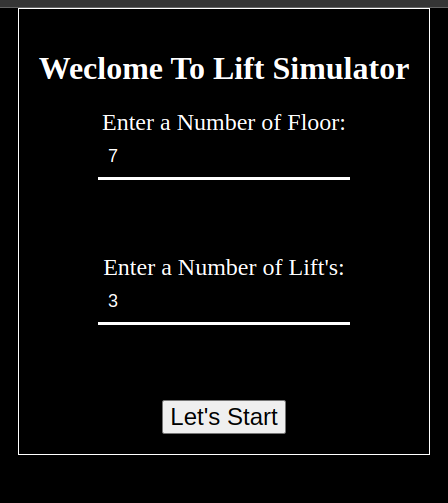 Weclome To Lift Simulator
Enter a Number of Floor:
7
Enter a Number of Lift's:
3
Let's Start